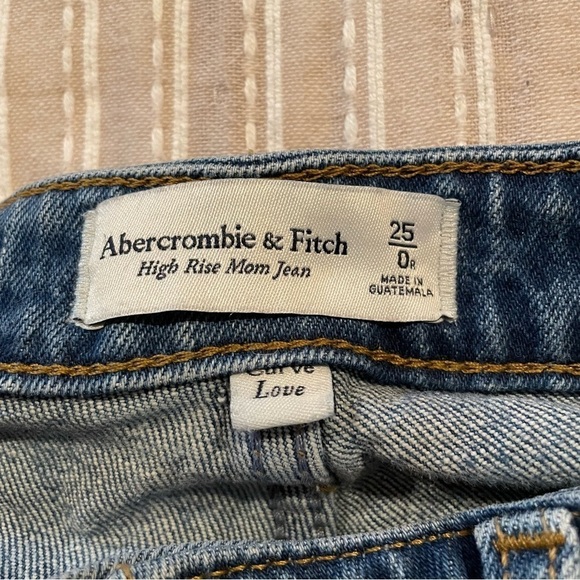 Abercrombie & Fitch
High Rise Mom Jean
25
0R
MADE IN
GUATEMALA
Curve
Love